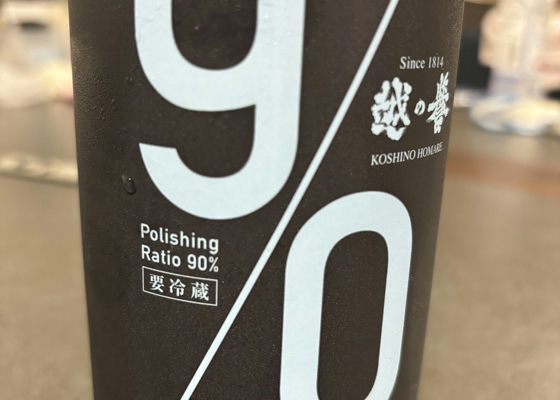 9/0
Since 1814
越の誉
KOSHINO HOMARE
Polishing
Ratio 90%
要冷蔵